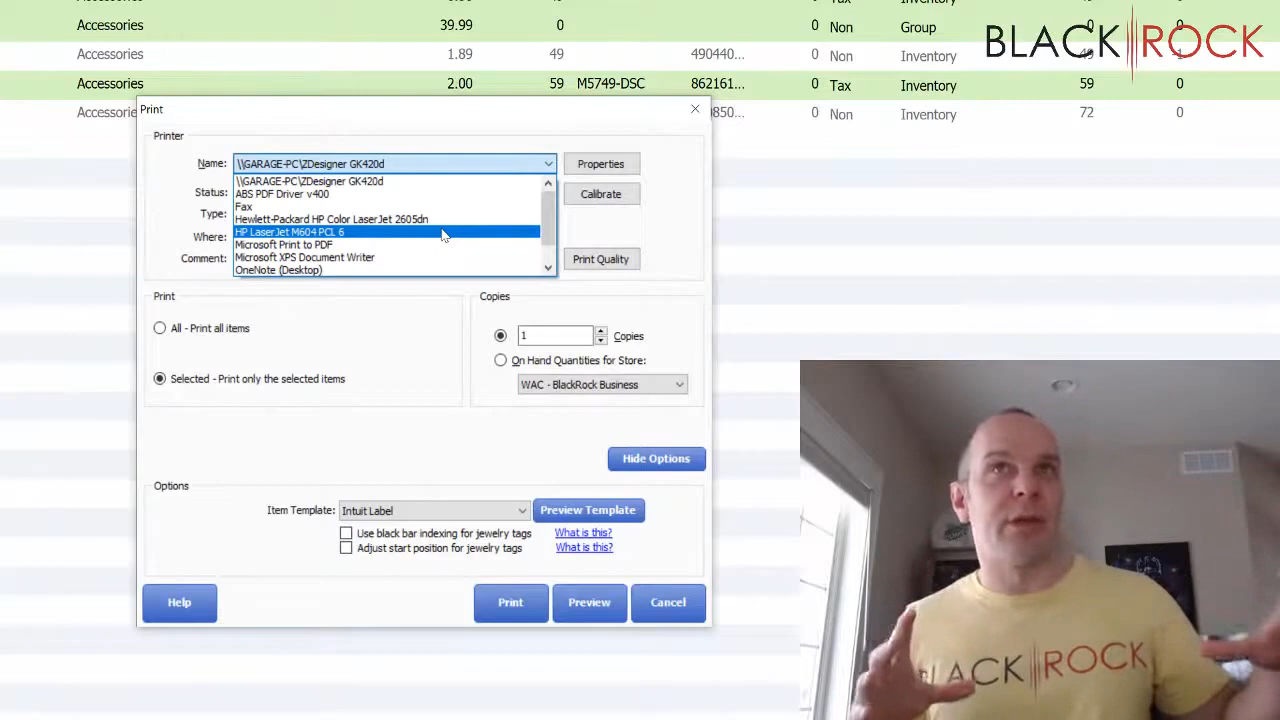 Accessories 39.99 0 0 Non Group 0 0
Accessories 1.89 49 490440... 0 Non Inventory
Accessories 2.00 59 M5749-DSC 862161... 0 Tax Inventory 59 0
0 Non Inventory 72 0
BLACK ROCK
Print
Printer
Name: \\GARAGE-PC\ZDesigner GK420d Properties
\\GARAGE-PC\ZDesigner GK420d
Status: ABS PDF Driver v400 Calibrate
Fax
Type: Hewlett-Packard HP Color LaserJet 2605dn
Where: HP LaserJet M604 PCL 6
Microsoft Print to PDF
Comment: Microsoft XPS Document Writer Print Quality
OneNote (Desktop)
Print Copies
All - Print all items 1 Copies
On Hand Quantities for Store:
Selected - Print only the selected items WAC - BlackRock Business
Hide Options
Options
Item Template: Intuit Label Preview Template
Use black bar indexing for jewelry tags What is this?
Adjust start position for jewelry tags What is this?
Help Print Preview Cancel
BLACK ROCK